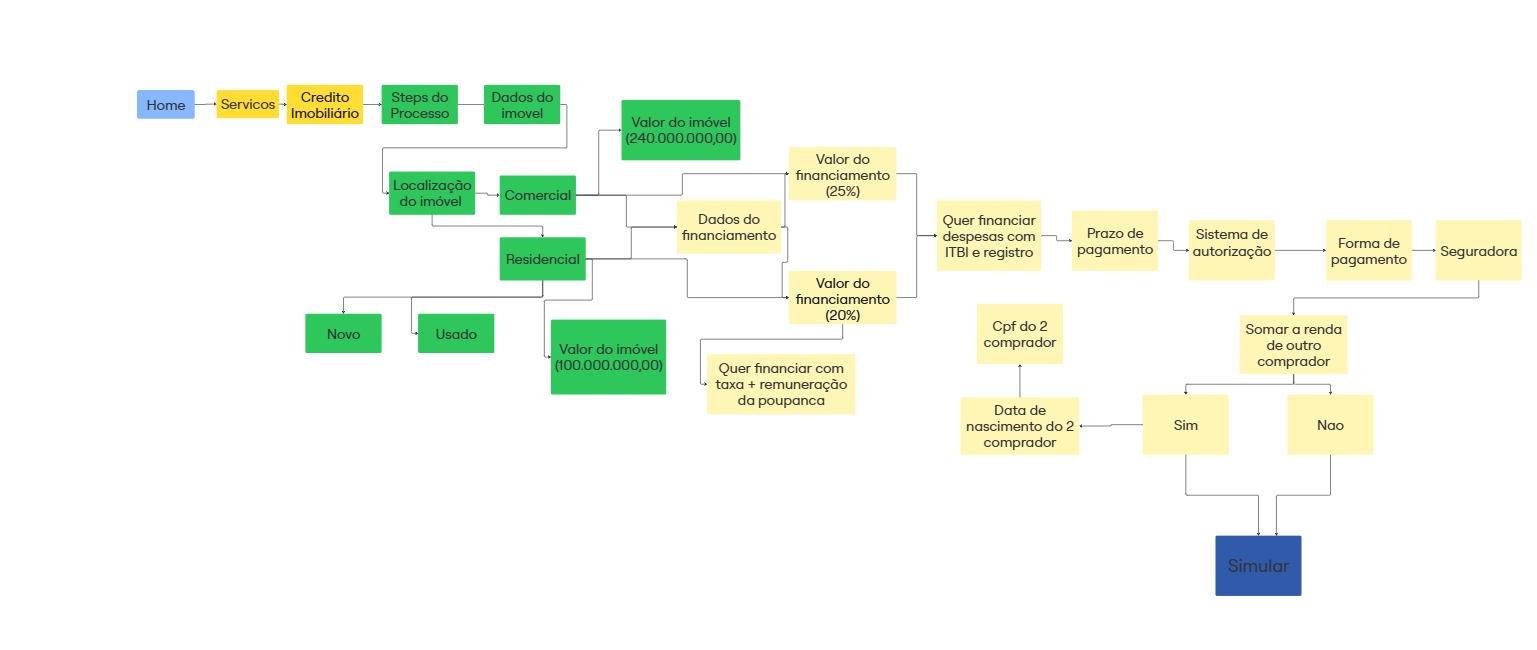 Home
Servicos
Credito
Imobiliário
Steps do
Processo
Dados do
imovel
Valor do imóvel
(240.000.000,00)
Localização
do imóvel
Comercial
Residencial
Novo
Usado
Valor do imóvel
(100.000.000,00)
Dados do
financiamento
Valor do
financiamento
(25%)
Valor do
financiamento
(20%)
Quer financiar com
taxa + remuneração
da poupanca
Quer financiar
despesas com
ITBI e registro
Prazo de
pagamento
Sistema de
autorização
Forma de
pagamento
Seguradora
Somar a renda
de outro
comprador
Sim
Nao
Data de
nascimento do 2
comprador
Cpf do 2
comprador
Simular